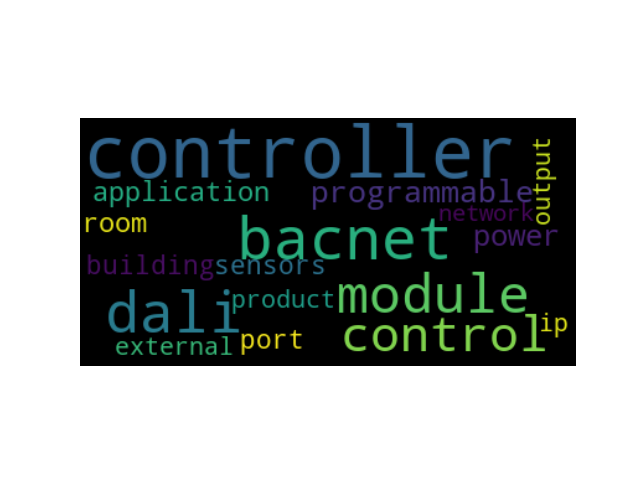 controller
output
application
programmable
room
network
bacnet
power
building
sensors
module
dali
product
control
ip
external
port